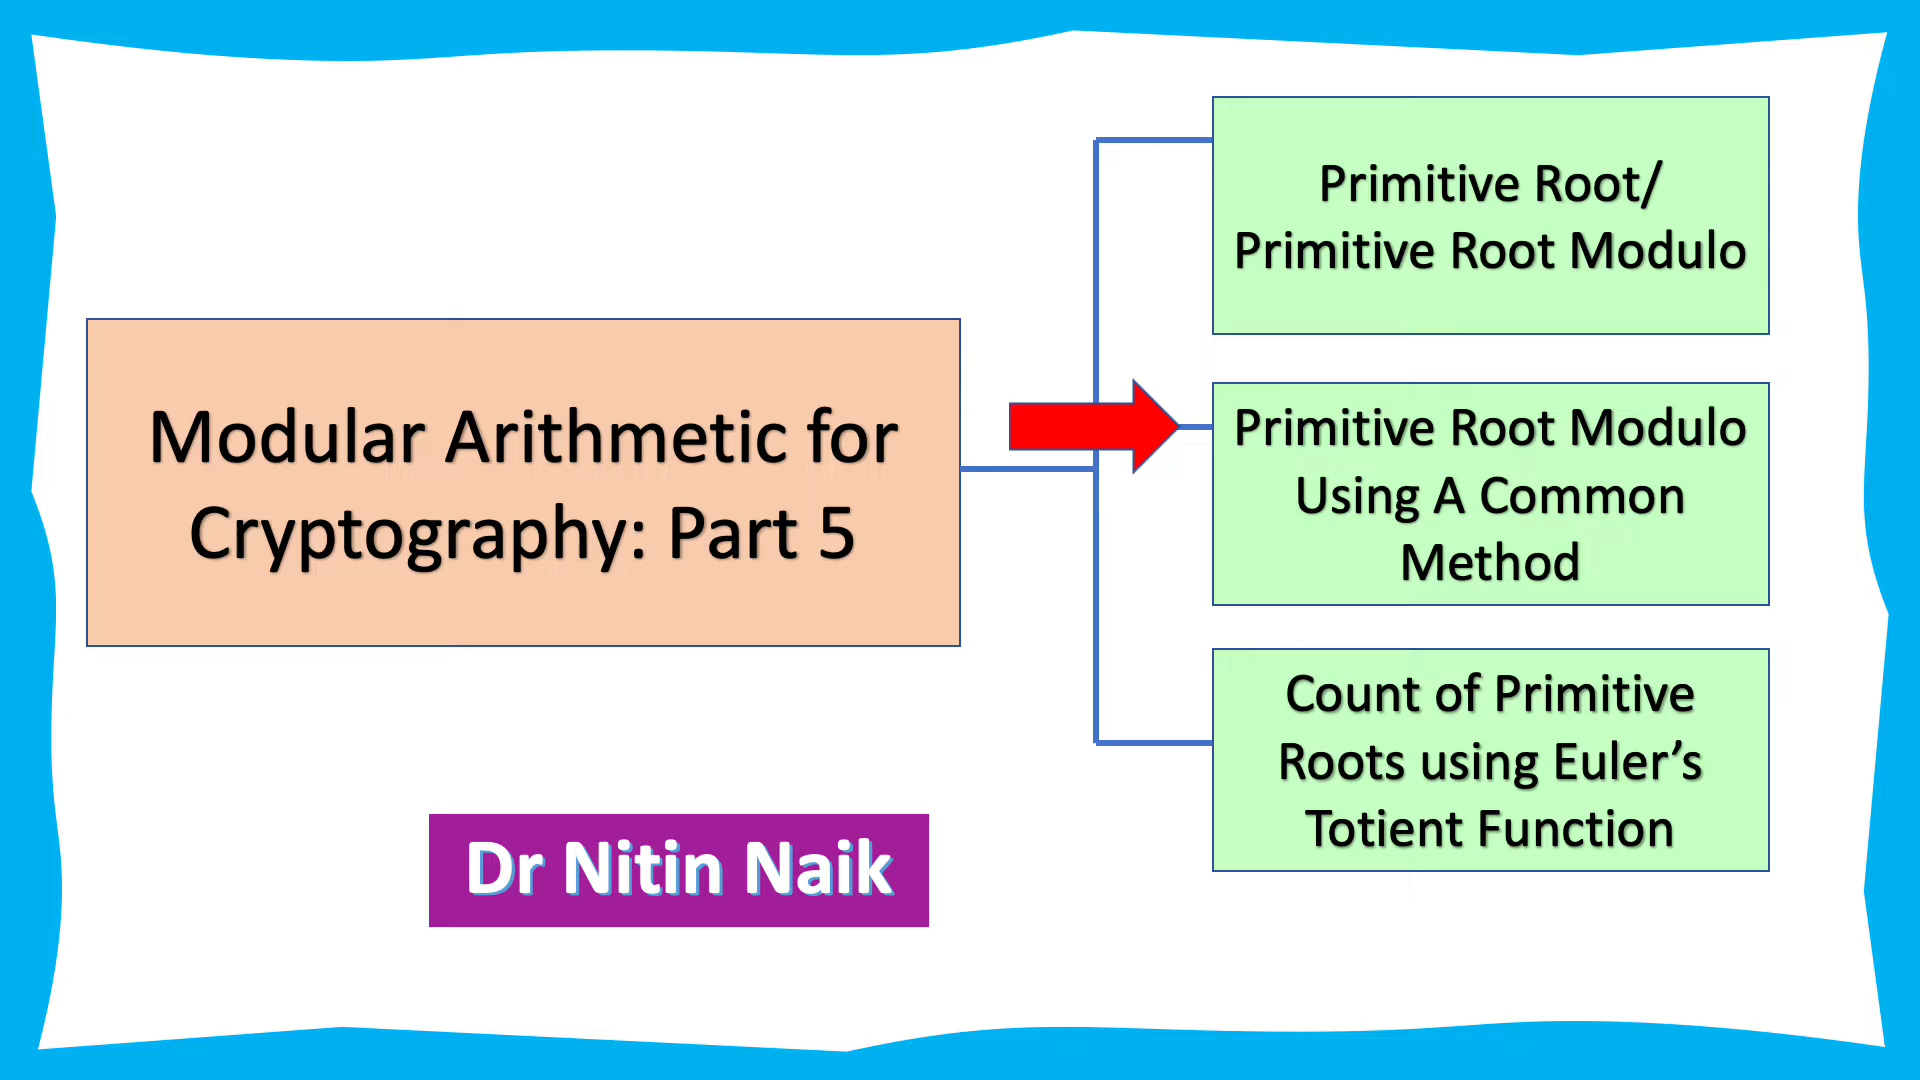 Modular Arithmetic for
Cryptography: Part 5
Primitive Root/
Primitive Root Modulo
Primitive Root Modulo
Using A Common
Method
Count of Primitive
Roots using Euler’s
Totient Function
Dr Nitin Naik